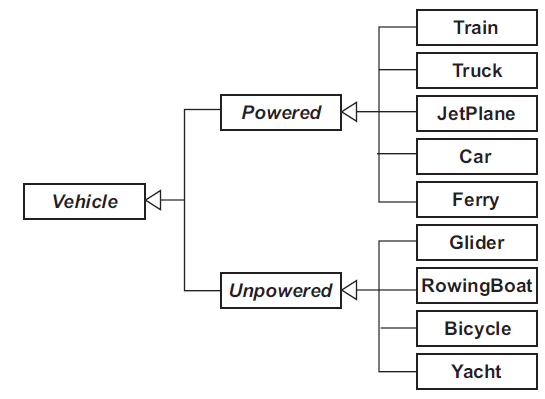 Train
Truck
Powered
JetPlane
Car
Vehicle
Ferry
Glider
Unpowered
RowingBoat
Bicycle
Yacht